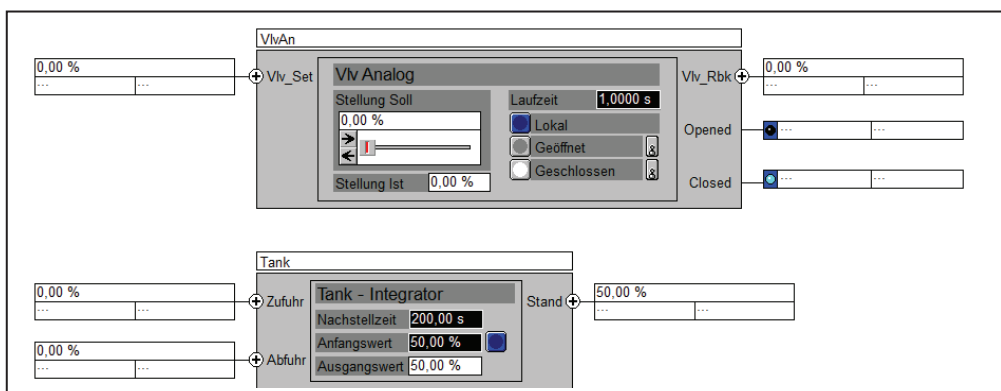 VlvAn
0,00 %
--- ---
Vlv_Set
Vlv Analog
Stellung Soll
0,00 %
Stellung Ist 0,00 %
Laufzeit 1,0000 s
Lokal
Geöffnet
Geschlossen
Vlv_Rbk
0,00 %
--- ---
Opened
--- ---
Closed
--- ---
Tank
0,00 %
--- ---
Zufuhr
0,00 %
--- ---
Abfuhr
Tank - Integrator
Nachstellzeit 200,00 s
Anfangswert 50,00 %
Ausgangswert 50,00 %
Stand
50,00 %
--- ---